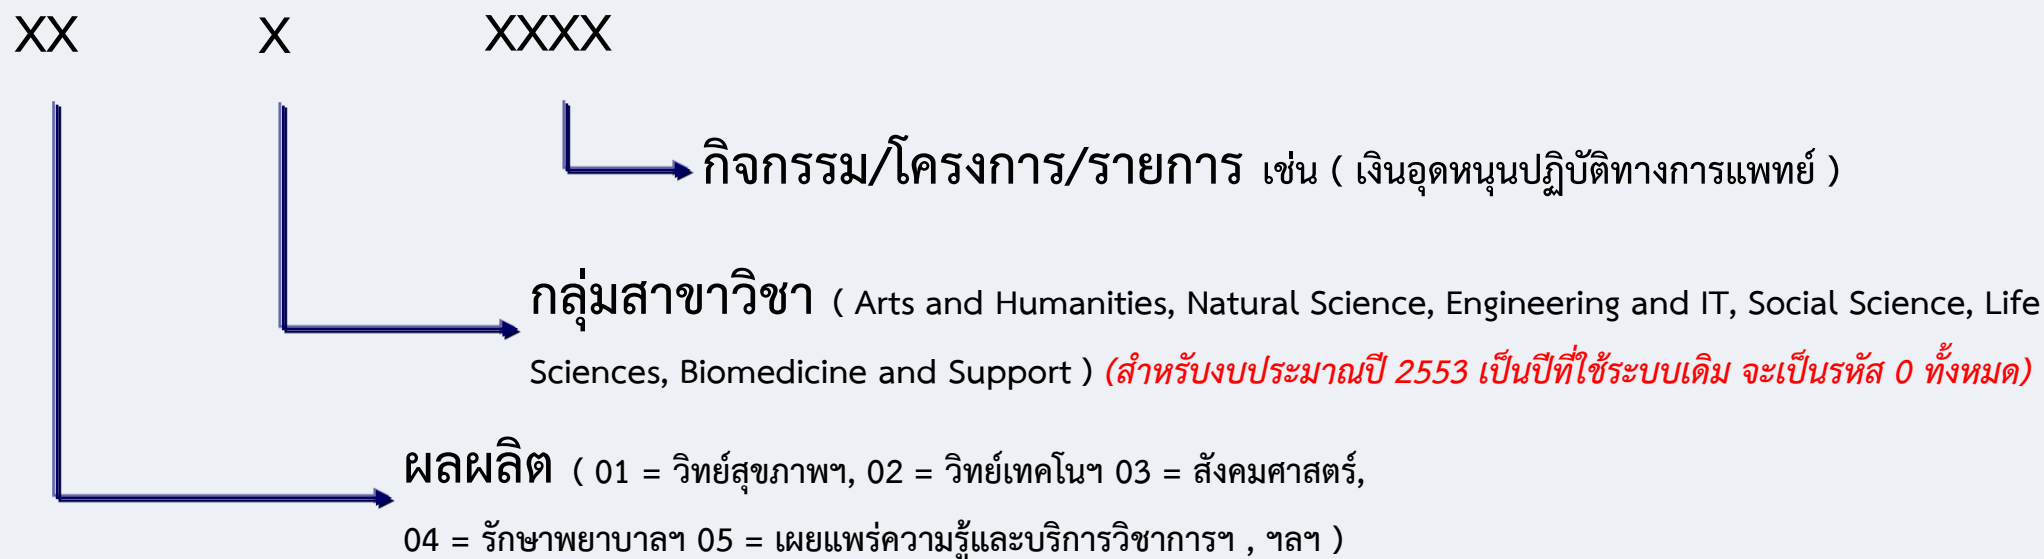 XX X XXXX
กิจกรรม/โครงการ/รายการ เช่น ( เงินอุดหนุนปฏิบัติทางการแพทย์ )
กลุ่มสาขาวิชา ( Arts and Humanities, Natural Science, Engineering and IT, Social Science, Life
Sciences, Biomedicine and Support ) (สำหรับงบประมาณปี 2553 เป็นปีที่ใช้ระบบเดิม จะเป็นรหัส 0 ทั้งหมด)
ผลผลิต ( 01 = วิทย์สุขภาพฯ, 02 = วิทย์เทคโนฯ 03 = สังคมศาสตร์,
04 = รักษาพยาบาลฯ 05 = เผยแพร่ความรู้และบริการวิชาการฯ , ฯลฯ )